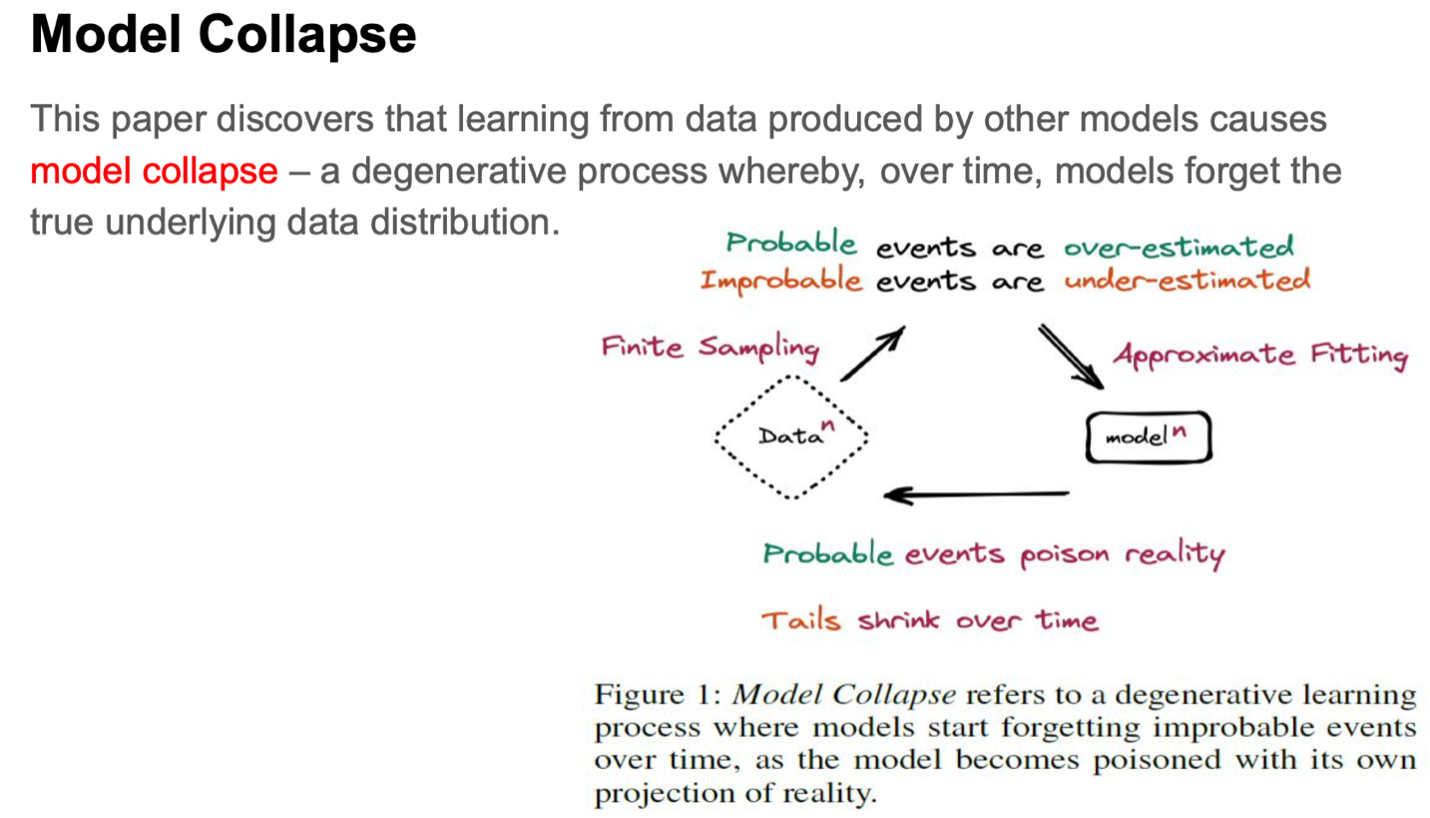 Model Collapse
This paper discovers that learning from data produced by other models causes
model collapse – a degenerative process whereby, over time, models forget the
true underlying data distribution.
Probable events are over-estimated
Improbable events are under-estimated
Finite Sampling
Approximate Fitting
Data^n
model^n
Probable events poison reality
Tails shrink over time
Figure 1: Model Collapse refers to a degenerative learning
process where models start forgetting improbable events
over time, as the model becomes poisoned with its own
projection of reality.